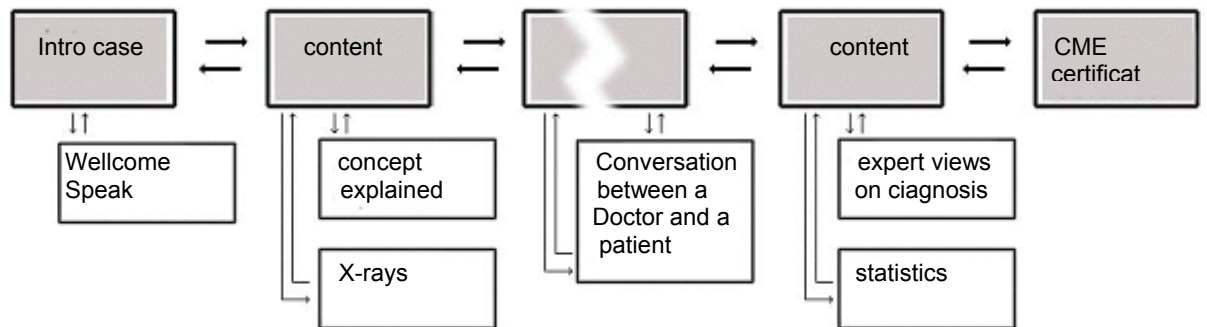 Intro case
content
content
CME
certificat
Wellcome
Speak
concept
explained
Conversation
between a
Doctor and a
patient
expert views
on ciagnosis
X-rays
statistics